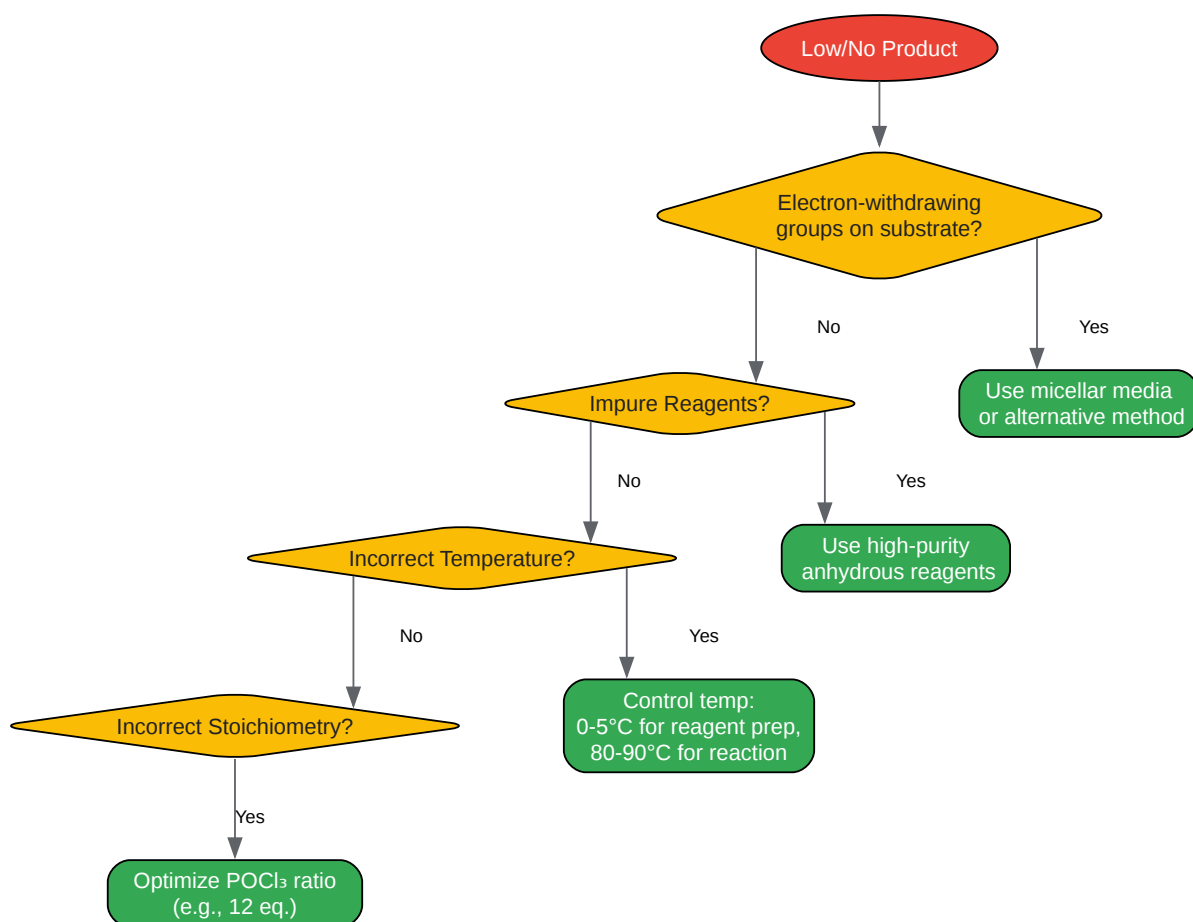 Low/No Product
Electron-withdrawing
groups on substrate?
No
Yes
Impure Reagents?
Use micellar media
or alternative method
No
Yes
Incorrect Temperature?
Use high-purity
anhydrous reagents
No
Yes
Incorrect Stoichiometry?
Control temp:
0-5°C for reagent prep,
80-90°C for reaction
Yes
Optimize POCl₃ ratio
(e.g., 12 eq.)